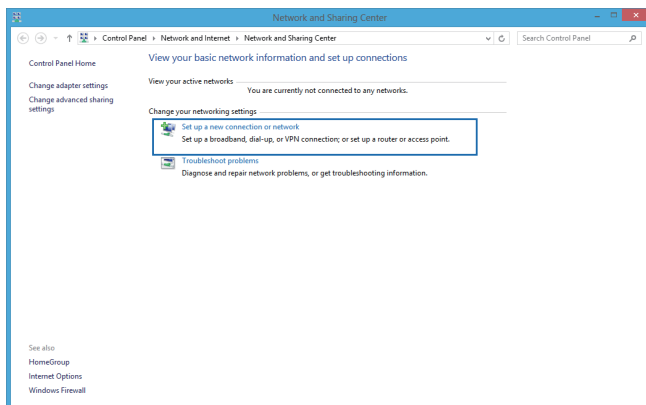 Network and Sharing Center
Control Panel › Network and Internet › Network and Sharing Center
Search Control Panel
Control Panel Home
Change adapter settings
Change advanced sharing
settings
View your basic network information and set up connections
View your active networks
You are currently not connected to any networks.
Change your networking settings
Set up a new connection or network
Set up a broadband, dial-up, or VPN connection; or set up a router or access point.
Troubleshoot problems
Diagnose and repair network problems, or get troubleshooting information.
See also
HomeGroup
Internet Options
Windows Firewall